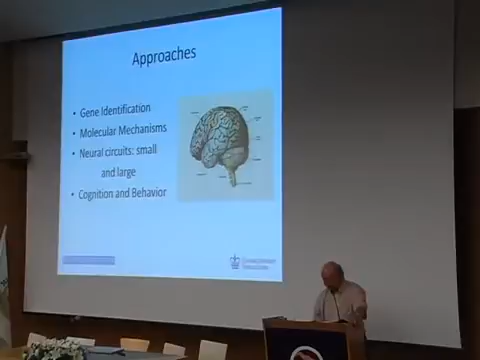 Approaches
• Gene Identification
• Molecular Mechanisms
• Neural circuits: small
and large
• Cognition and Behavior